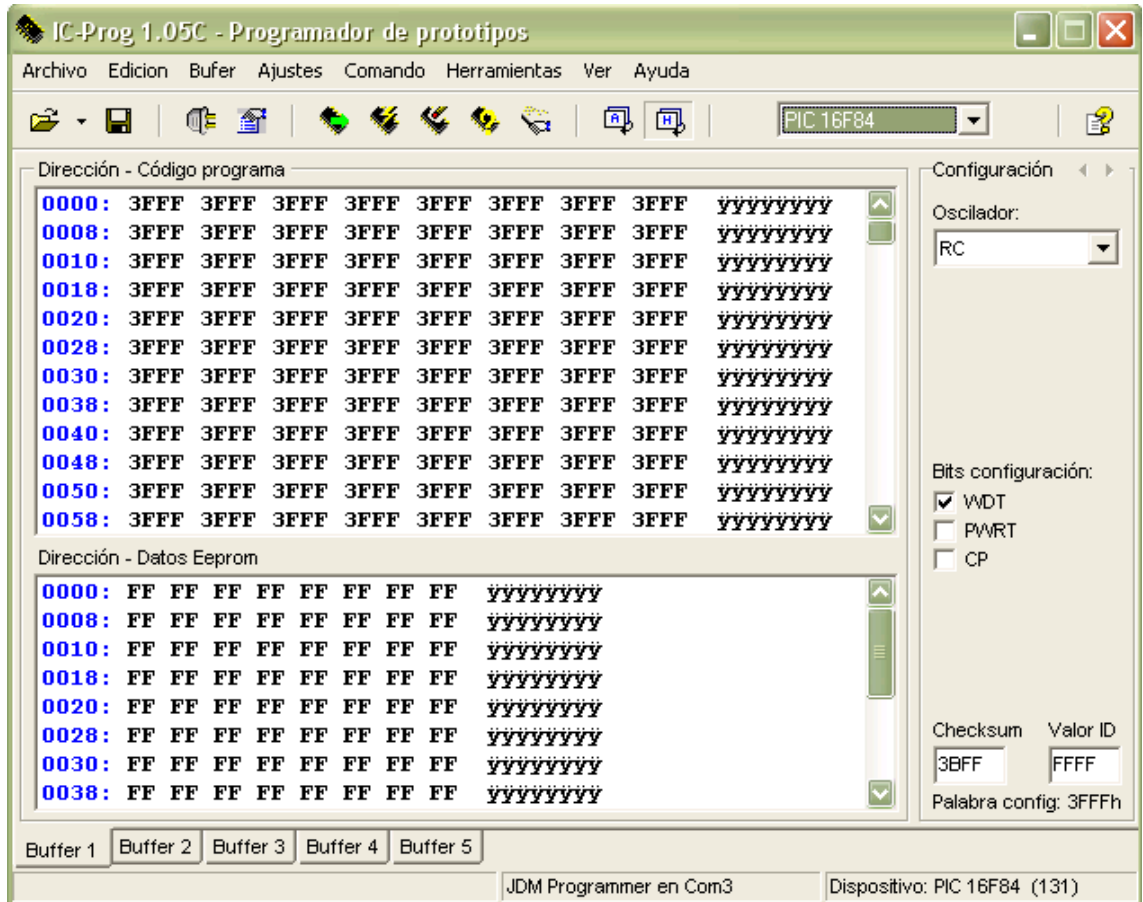 IC-Prog 1.05C - Programador de prototipos
Archivo Edicion Bufer Ajustes Comando Herramientas Ver Ayuda
PIC 16F84
Dirección - Código programa
0000: 3FFF 3FFF 3FFF 3FFF 3FFF 3FFF 3FFF 3FFF ÿÿÿÿÿÿÿÿ
0008: 3FFF 3FFF 3FFF 3FFF 3FFF 3FFF 3FFF 3FFF ÿÿÿÿÿÿÿÿ
0010: 3FFF 3FFF 3FFF 3FFF 3FFF 3FFF 3FFF 3FFF ÿÿÿÿÿÿÿÿ
0018: 3FFF 3FFF 3FFF 3FFF 3FFF 3FFF 3FFF 3FFF ÿÿÿÿÿÿÿÿ
0020: 3FFF 3FFF 3FFF 3FFF 3FFF 3FFF 3FFF 3FFF ÿÿÿÿÿÿÿÿ
0028: 3FFF 3FFF 3FFF 3FFF 3FFF 3FFF 3FFF 3FFF ÿÿÿÿÿÿÿÿ
0030: 3FFF 3FFF 3FFF 3FFF 3FFF 3FFF 3FFF 3FFF ÿÿÿÿÿÿÿÿ
0038: 3FFF 3FFF 3FFF 3FFF 3FFF 3FFF 3FFF 3FFF ÿÿÿÿÿÿÿÿ
0040: 3FFF 3FFF 3FFF 3FFF 3FFF 3FFF 3FFF 3FFF ÿÿÿÿÿÿÿÿ
0048: 3FFF 3FFF 3FFF 3FFF 3FFF 3FFF 3FFF 3FFF ÿÿÿÿÿÿÿÿ
0050: 3FFF 3FFF 3FFF 3FFF 3FFF 3FFF 3FFF 3FFF ÿÿÿÿÿÿÿÿ
0058: 3FFF 3FFF 3FFF 3FFF 3FFF 3FFF 3FFF 3FFF ÿÿÿÿÿÿÿÿ
Dirección - Datos Eeprom
0000: FF FF FF FF FF FF FF FF ÿÿÿÿÿÿÿÿ
0008: FF FF FF FF FF FF FF FF ÿÿÿÿÿÿÿÿ
0010: FF FF FF FF FF FF FF FF ÿÿÿÿÿÿÿÿ
0018: FF FF FF FF FF FF FF FF ÿÿÿÿÿÿÿÿ
0020: FF FF FF FF FF FF FF FF ÿÿÿÿÿÿÿÿ
0028: FF FF FF FF FF FF FF FF ÿÿÿÿÿÿÿÿ
0030: FF FF FF FF FF FF FF FF ÿÿÿÿÿÿÿÿ
0038: FF FF FF FF FF FF FF FF ÿÿÿÿÿÿÿÿ
Configuración
Oscilador:
RC
Bits configuración:
WDT
PWRT
CP
Checksum Valor ID
3BFF FFFF
Palabra config: 3FFFh
Buffer 1 Buffer 2 Buffer 3 Buffer 4 Buffer 5
JDM Programmer en Com3 Dispositivo: PIC 16F84 (131)